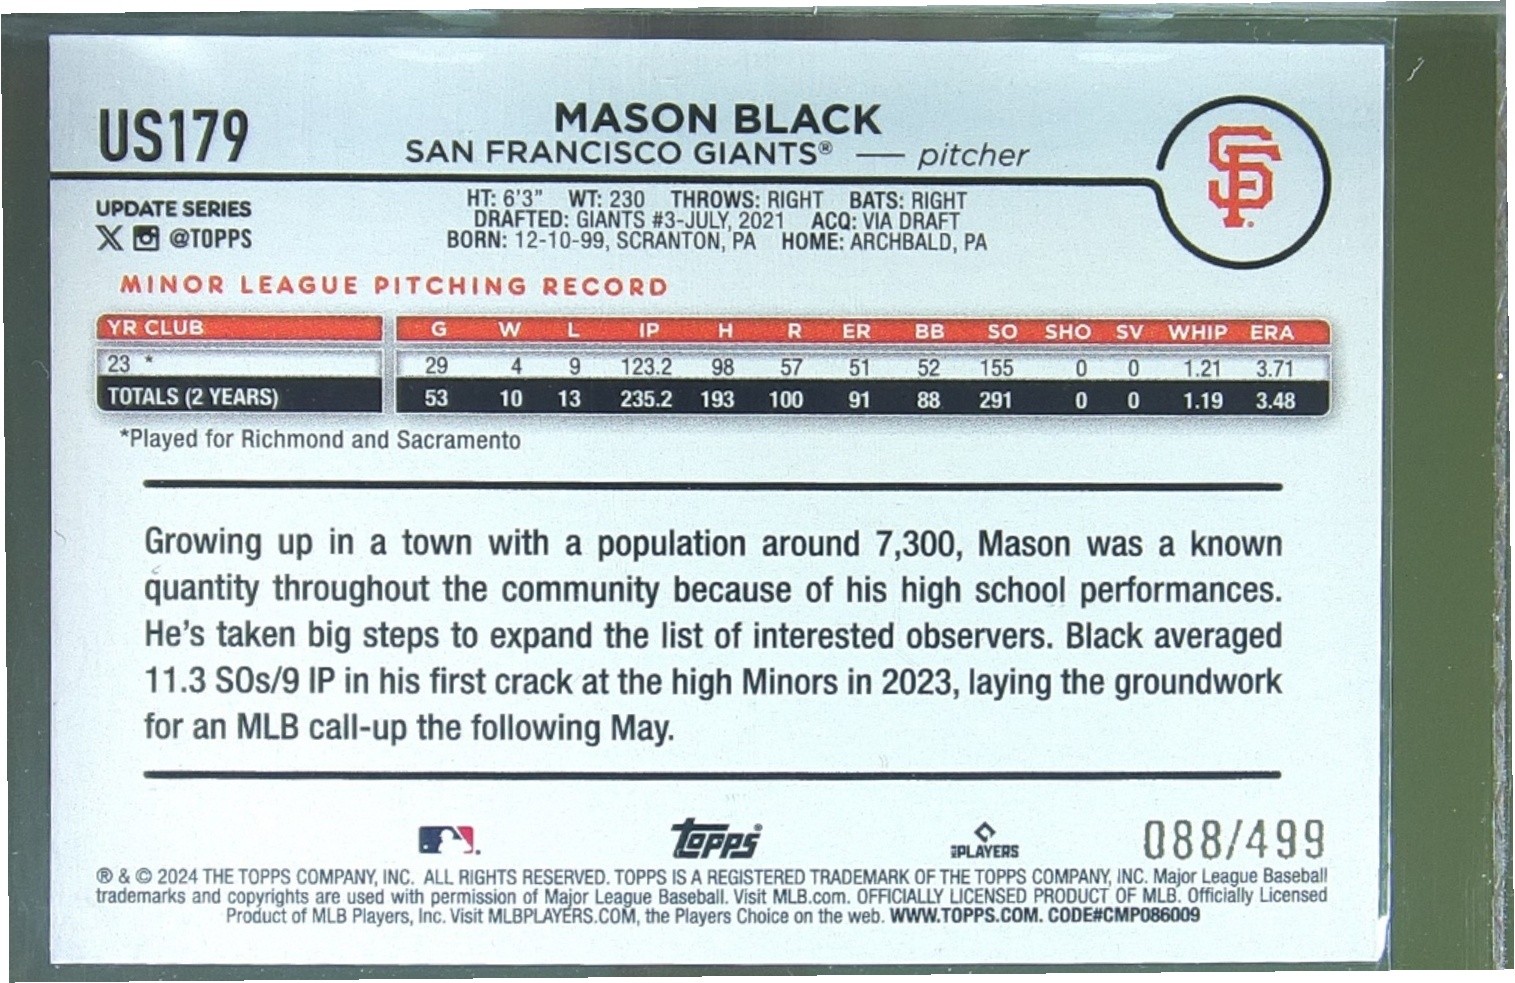 US179
MASON BLACK
SAN FRANCISCO GIANTS® — pitcher
SF
UPDATE SERIES
@TOPPS
HT: 6'3" WT: 230 THROWS: RIGHT BATS: RIGHT
DRAFTED: GIANTS #3-JULY, 2021 ACQ: VIA DRAFT
BORN: 12-10-99, SCRANTON, PA HOME: ARCHBALD, PA
MINOR LEAGUE PITCHING RECORD
YR CLUB G W L IP H R ER BB SO SHO SV WHIP ERA
23 * 29 4 9 123.2 98 57 51 52 155 0 0 1.21 3.71
TOTALS (2 YEARS) 53 10 13 235.2 193 100 91 88 291 0 0 1.19 3.48
*Played for Richmond and Sacramento
Growing up in a town with a population around 7,300, Mason was a known
quantity throughout the community because of his high school performances.
He's taken big steps to expand the list of interested observers. Black averaged
11.3 SOs/9 IP in his first crack at the high Minors in 2023, laying the groundwork
for an MLB call-up the following May.
topps
PLAYERS
088/499
® & © 2024 THE TOPPS COMPANY, INC. ALL RIGHTS RESERVED. TOPPS IS A REGISTERED TRADEMARK OF THE TOPPS COMPANY, INC. Major League Baseball
trademarks and copyrights are used with permission of Major League Baseball. Visit MLB.com. OFFICIALLY LICENSED PRODUCT OF MLB. Officially Licensed
Product of MLB Players, Inc. Visit MLBPLAYERS.COM, the Players Choice on the web. WWW.TOPPS.COM. CODE#CMP086009